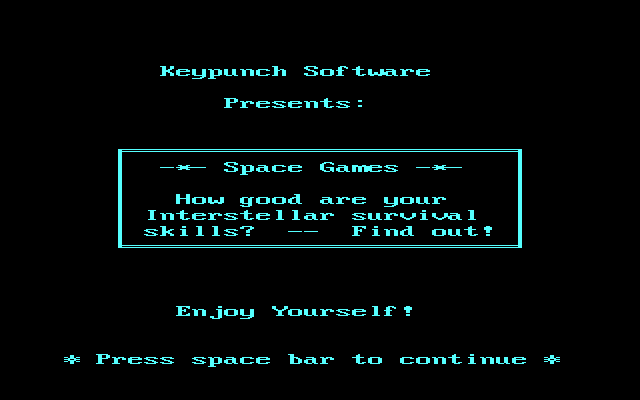 Keypunch Software
Presents:
-*- Space Games -*-
How good are your
Interstellar survival
skills? -- Find out!
Enjoy Yourself!
* Press space bar to continue *